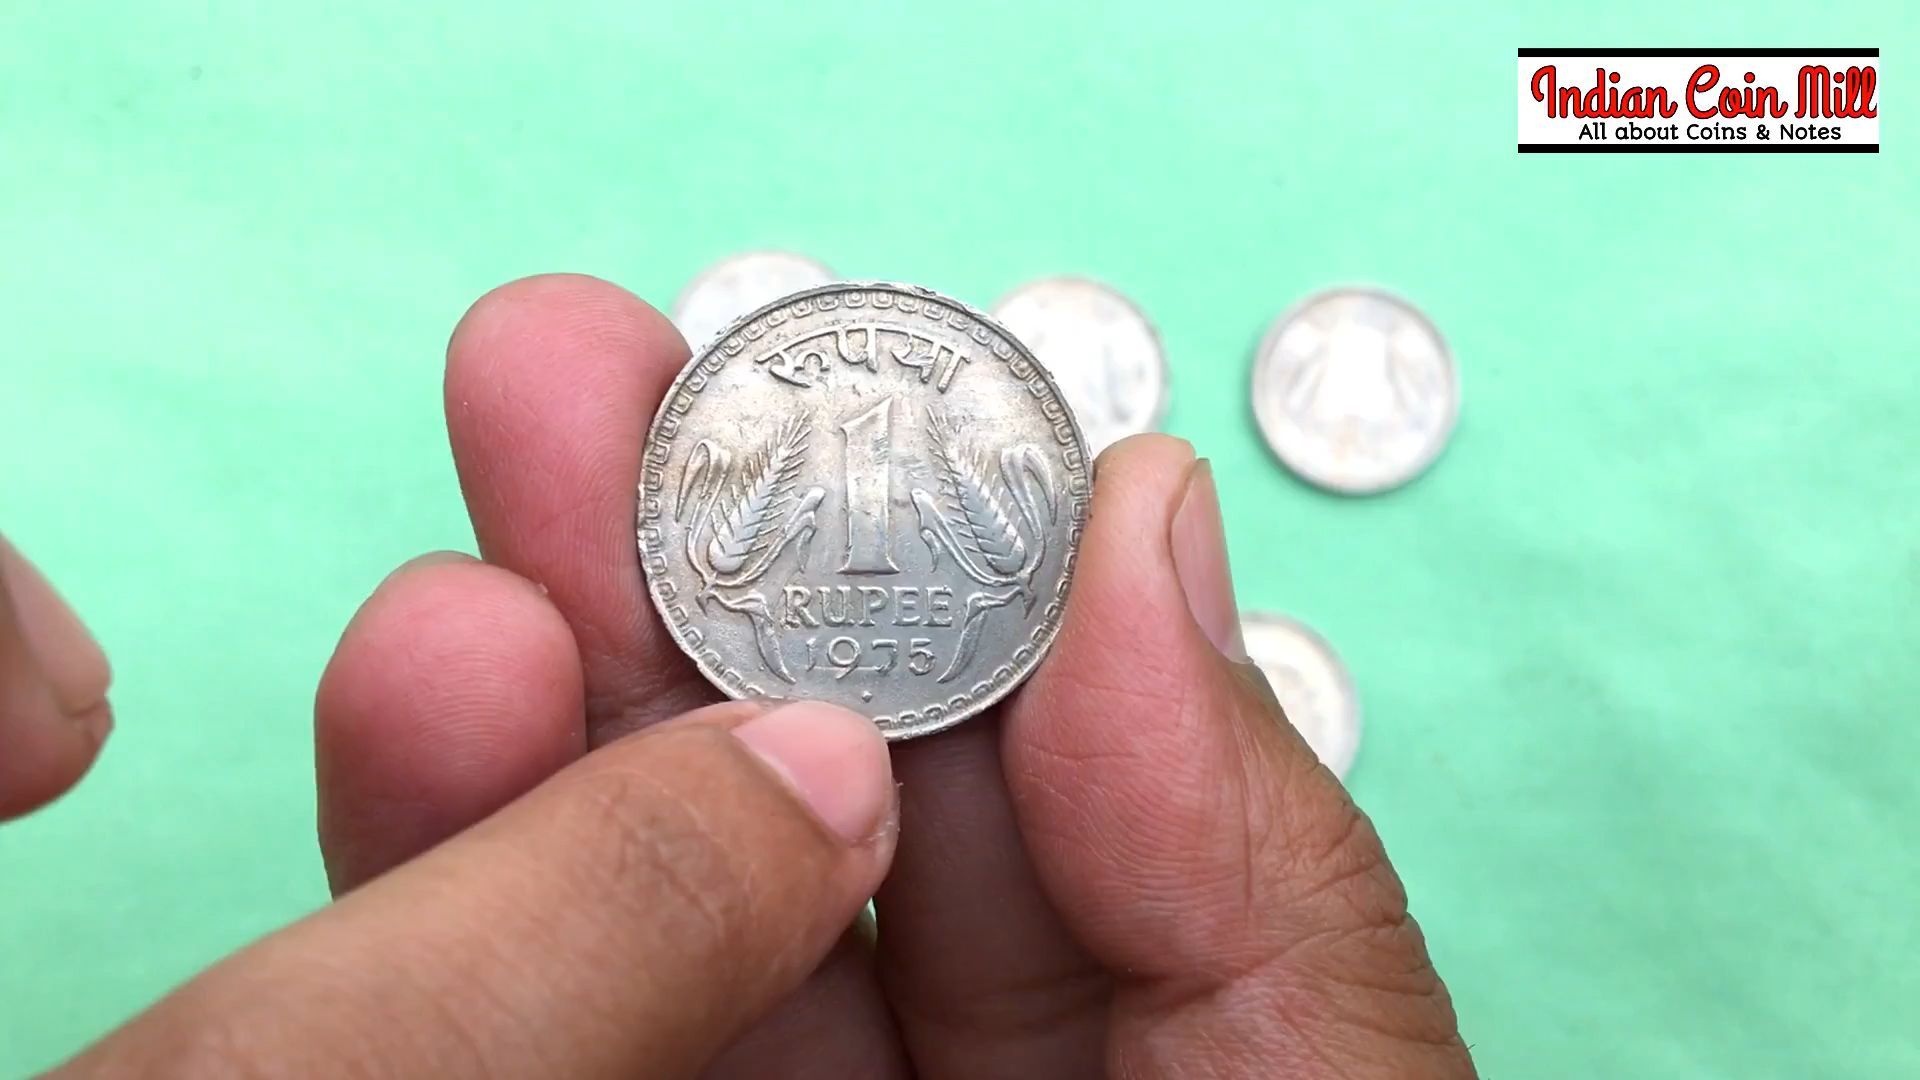 Indian Coin Mill
All about Coins & Notes
रूपया
1
RUPEE
1975